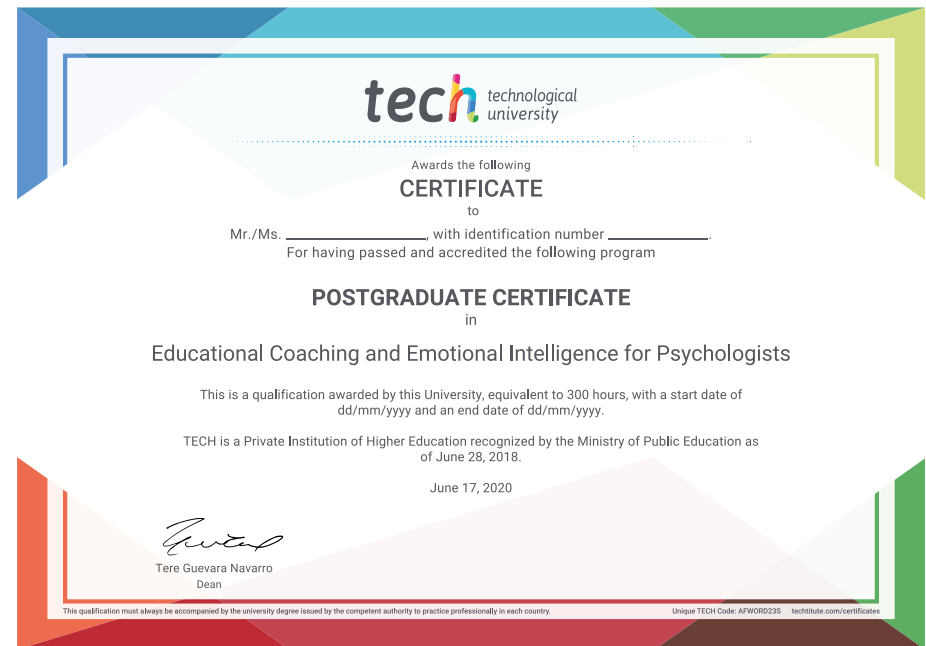 tech technological
university
Awards the following
CERTIFICATE
to
Mr./Ms. ____________________, with identification number ______________.
For having passed and accredited the following program
POSTGRADUATE CERTIFICATE
in
Educational Coaching and Emotional Intelligence for Psychologists
This is a qualification awarded by this University, equivalent to 300 hours, with a start date of
dd/mm/yyyy and an end date of dd/mm/yyyy.
TECH is a Private Institution of Higher Education recognized by the Ministry of Public Education as
of June 28, 2018.
June 17, 2020
Tere Guevara Navarro
Dean
This qualification must always be accompanied by the university degree issued by the competent authority to practice professionally in each country.
Unique TECH Code: AFWORD23S techtitute.com/certificates